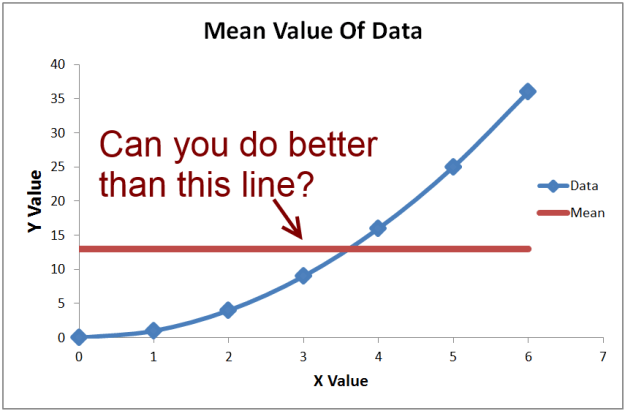 Mean Value Of Data
40
35
30
25
20
15
10
5
0
Y Value
Can you do better
than this line?
Data
Mean
0 1 2 3 4 5 6 7
X Value